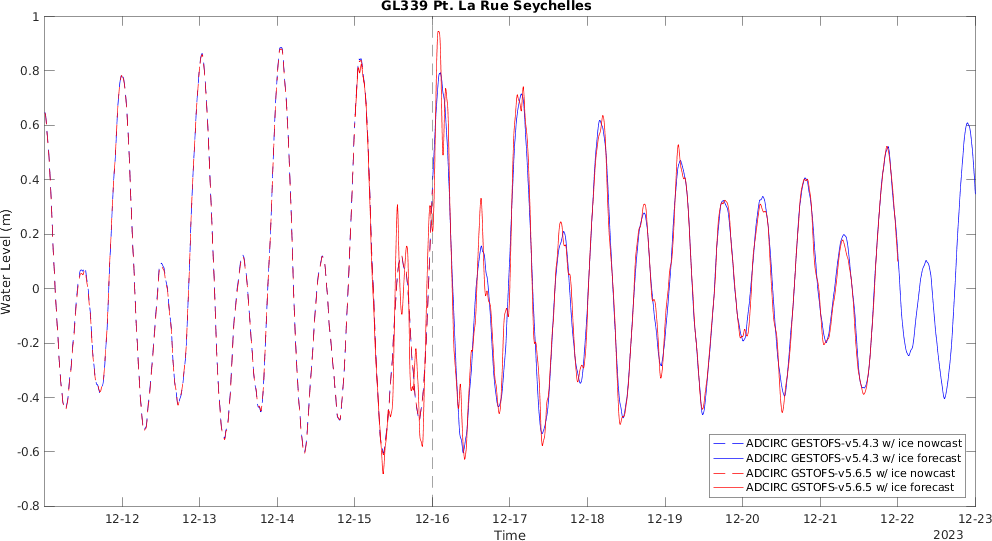 GL339 Pt. La Rue Seychelles
1
0.8
0.6
0.4
0.2
0
-0.2
-0.4
-0.6
-0.8
Water Level (m)
ADCIRC GESTOFS-v5.4.3 w/ ice nowcast
ADCIRC GESTOFS-v5.4.3 w/ ice forecast
ADCIRC GSTOFS-v5.6.5 w/ ice nowcast
ADCIRC GSTOFS-v5.6.5 w/ ice forecast
12-12 12-13 12-14 12-15 12-16 12-17 12-18 12-19 12-20 12-21 12-22 12-23
Time
2023